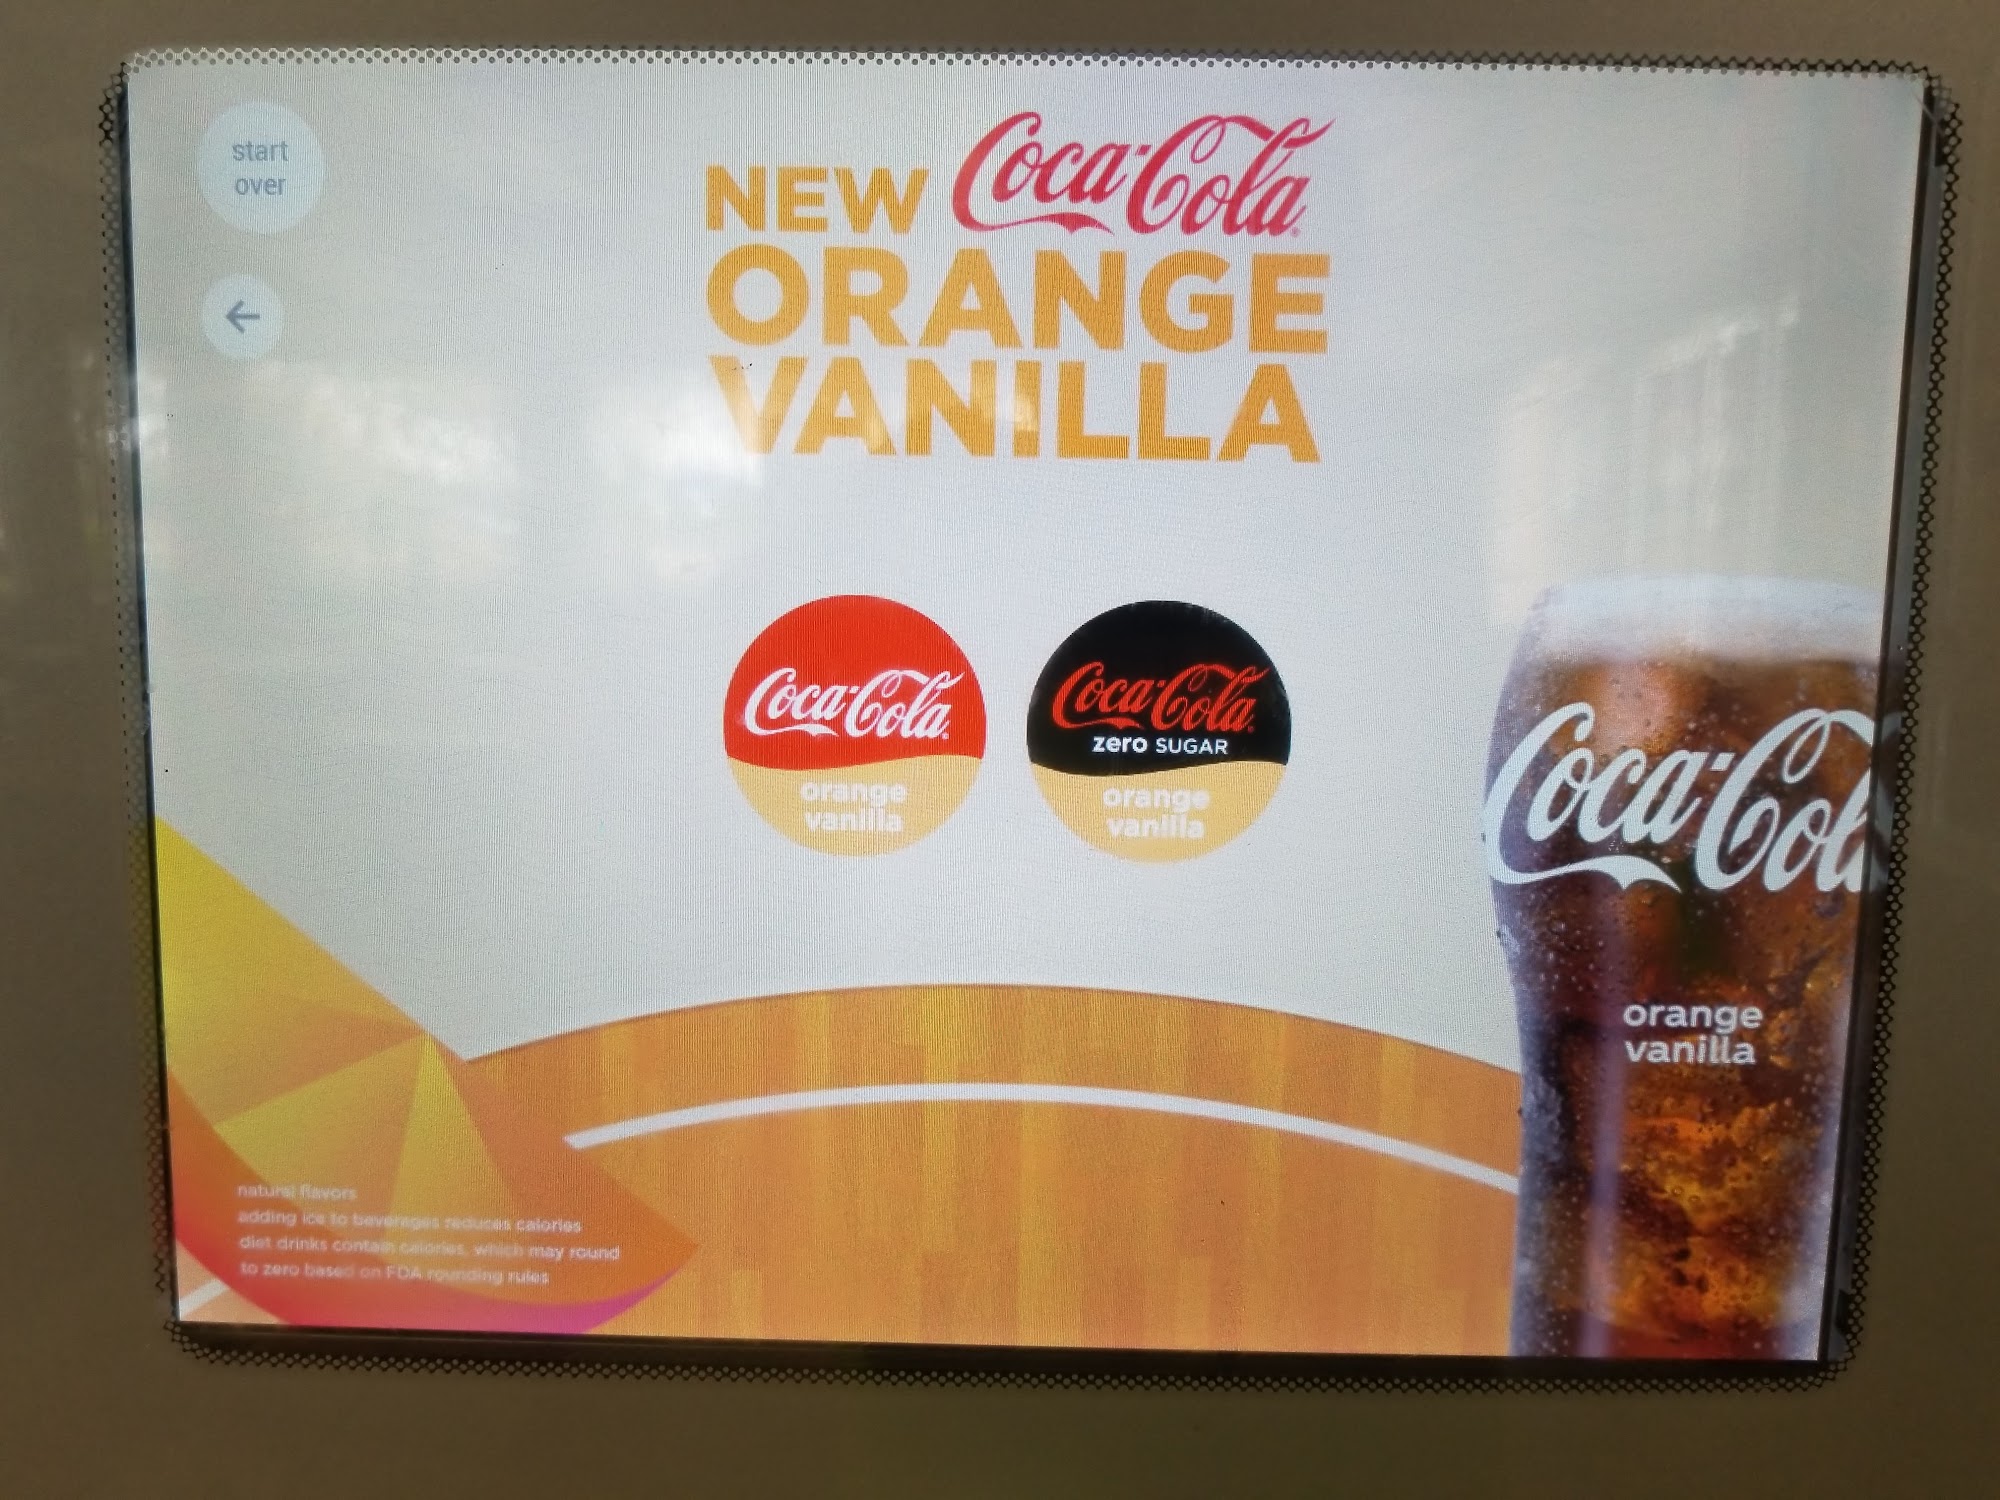 start
over
NEW Coca-Cola
ORANGE
VANILLA
Coca-Cola
orange
vanilla
Coca-Cola
zero SUGAR
orange
vanilla
Coca-Col
orange
vanilla
natural flavors
adding ice to beverages reduces calories
diet drinks contain calories, which may round
to zero based on FDA rounding rules